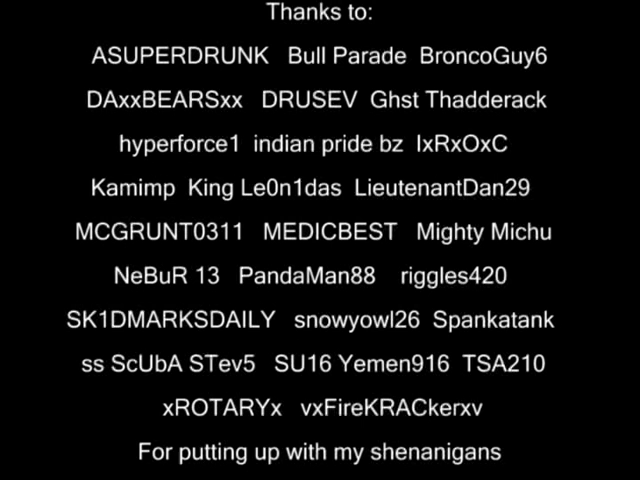 Thanks to:
ASUPERDRUNK Bull Parade BroncoGuy6
DAxxBEARSxx DRUSEV Ghst Thadderack
hyperforce1 indian pride bz IxRxOxC
Kamimp King Le0n1das LieutenantDan29
MCGRUNT0311 MEDICBEST Mighty Michu
NeBuR 13 PandaMan88 riggles420
SK1DMARKSDAILY snowyowl26 Spankatank
ss ScUbA STev5 SU16 Yemen916 TSA210
xROTARYx vxFireKRACkerxv
For putting up with my shenanigans